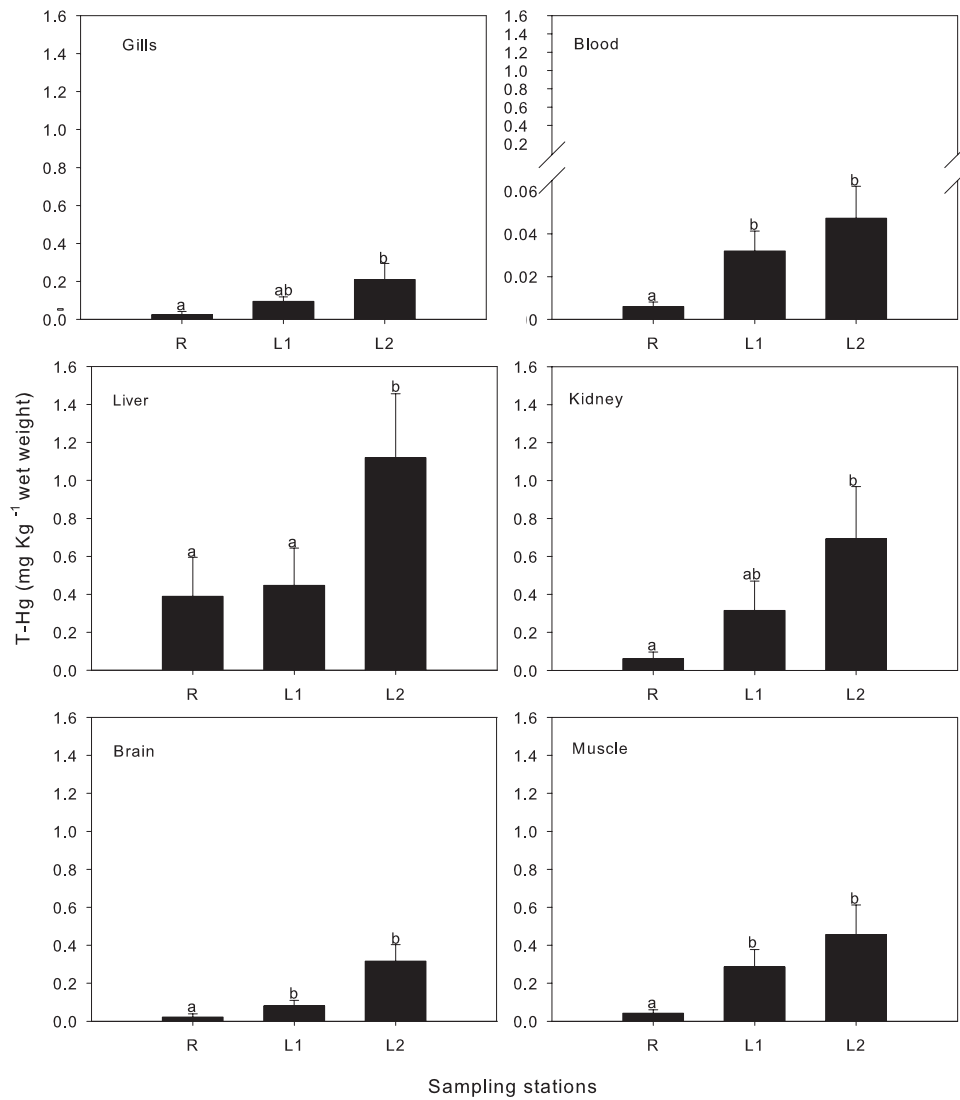 Gills
1.6
1.4
1.2
1.0
0.8
0.6
0.4
0.2
0.0
a
ab
b
R L1 L2
Blood
1.6
1.4
1.2
1.0
0.8
0.6
0.4
0.2
0.06
0.04
0.02
0
a
b
b
R L1 L2
Liver
1.6
1.4
1.2
1.0
0.8
0.6
0.4
0.2
0.0
a
a
b
R L1 L2
Kidney
1.6
1.4
1.2
1.0
0.8
0.6
0.4
0.2
0.0
a
ab
b
R L1 L2
Brain
1.6
1.4
1.2
1.0
0.8
0.6
0.4
0.2
0.0
a
b
b
R L1 L2
Muscle
1.6
1.4
1.2
1.0
0.8
0.6
0.4
0.2
0.0
a
b
b
R L1 L2
T-Hg (mg Kg⁻¹ wet weight)
Sampling stations